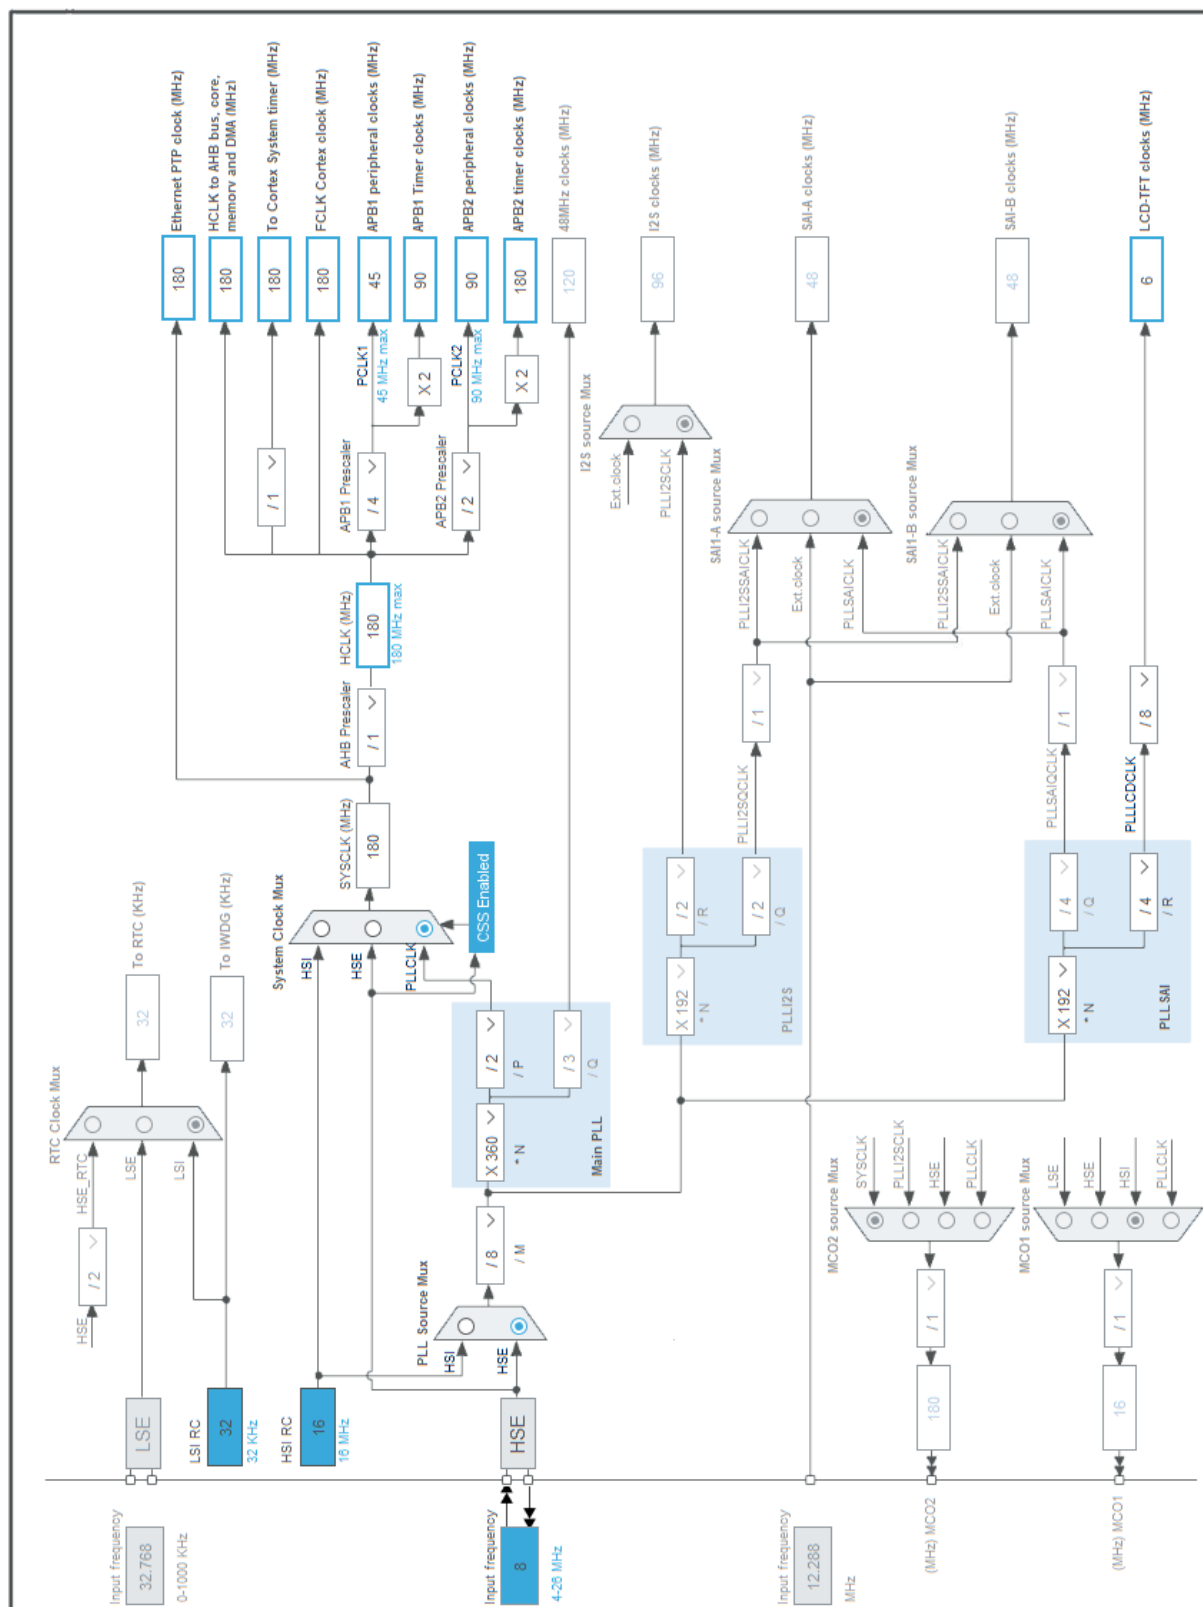 Input frequency
32.768
0-1000 KHz
LSE
LSI RC
32
32 KHz
HSI RC
16
16 MHz
Input frequency
8
4-26 MHz
HSE
Input frequency
12.288
MHz
HSE
/ 2
HSE_RTC
LSE
LSI
RTC Clock Mux
32
To RTC (KHz)
32
To IWDG (KHz)
PLL Source Mux
HSI
HSE
/ 8
/ M
X 360
* N
/ 2
/ P
/ 3
/ Q
Main PLL
System Clock Mux
HSI
HSE
PLLCLK
CSS Enabled
SYSCLK (MHz)
180
AHB Prescaler
/ 1
HCLK (MHz)
180
180 MHz max
/ 1
APB1 Prescaler
/ 4
PCLK1
45 MHz max
X 2
APB2 Prescaler
/ 2
PCLK2
90 MHz max
X 2
180
Ethernet PTP clock (MHz)
180
HCLK to AHB bus, core,
memory and DMA (MHz)
180
To Cortex System timer (MHz)
180
FCLK Cortex clock (MHz)
45
APB1 peripheral clocks (MHz)
90
APB1 Timer clocks (MHz)
90
APB2 peripheral clocks (MHz)
180
APB2 timer clocks (MHz)
120
48MHz clocks (MHz)
X 192
* N
/ 2
/ R
/ 2
/ Q
PLLI2S
PLLI2SCLK
Ext.clock
I2S source Mux
96
I2S clocks (MHz)
PLLI2SQCLK
/ 1
PLLI2SSAICLK
Ext.clock
PLLSAICLK
SAI1-A source Mux
48
SAI-A clocks (MHz)
PLLI2SSAICLK
Ext.clock
PLLSAICLK
SAI1-B source Mux
48
SAI-B clocks (MHz)
X 192
* N
/ 4
/ Q
/ 4
/ R
PLLSAI
PLLSAIQCLK
/ 1
PLLLCDCLK
/ 8
6
LCD-TFT clocks (MHz)
MCO2 source Mux
SYSCLK
PLLI2SCLK
HSE
PLLCLK
/ 1
180
(MHz) MCO2
MCO1 source Mux
LSE
HSE
HSI
PLLCLK
/ 1
16
(MHz) MCO1